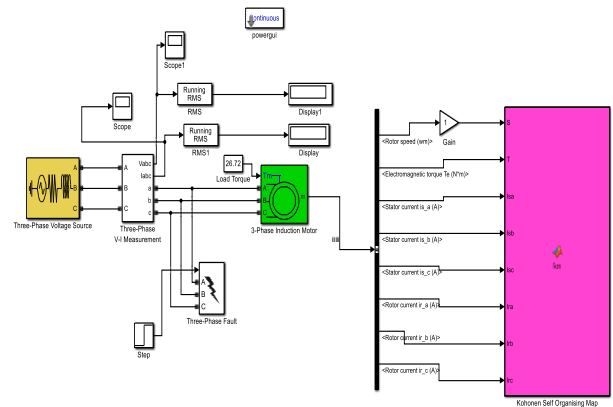 Continuous
powergui
Scope1
Scope
Running
RMS
RMS
Display1
Running
RMS
RMS1
Display
26.72
Load Torque
Tm
A
B
C
m
3-Phase Induction Motor
A
B
C
Three-Phase Voltage Source
A
B
C
Vabc
Iabc
a
b
c
Three-Phase
V-I Measurement
A
B
C
Three-Phase Fault
Step
1
Gain
<Rotor speed (wm)>
<Electromagnetic torque Te (N*m)>
<Stator current is_a (A)>
<Stator current is_b (A)>
<Stator current is_c (A)>
<Rotor current ir_a (A)>
<Rotor current ir_b (A)>
<Rotor current ir_c (A)>
S
T
Isa
Isb
Isc
Ira
Irb
Irc
Kohonen Self Organising Map